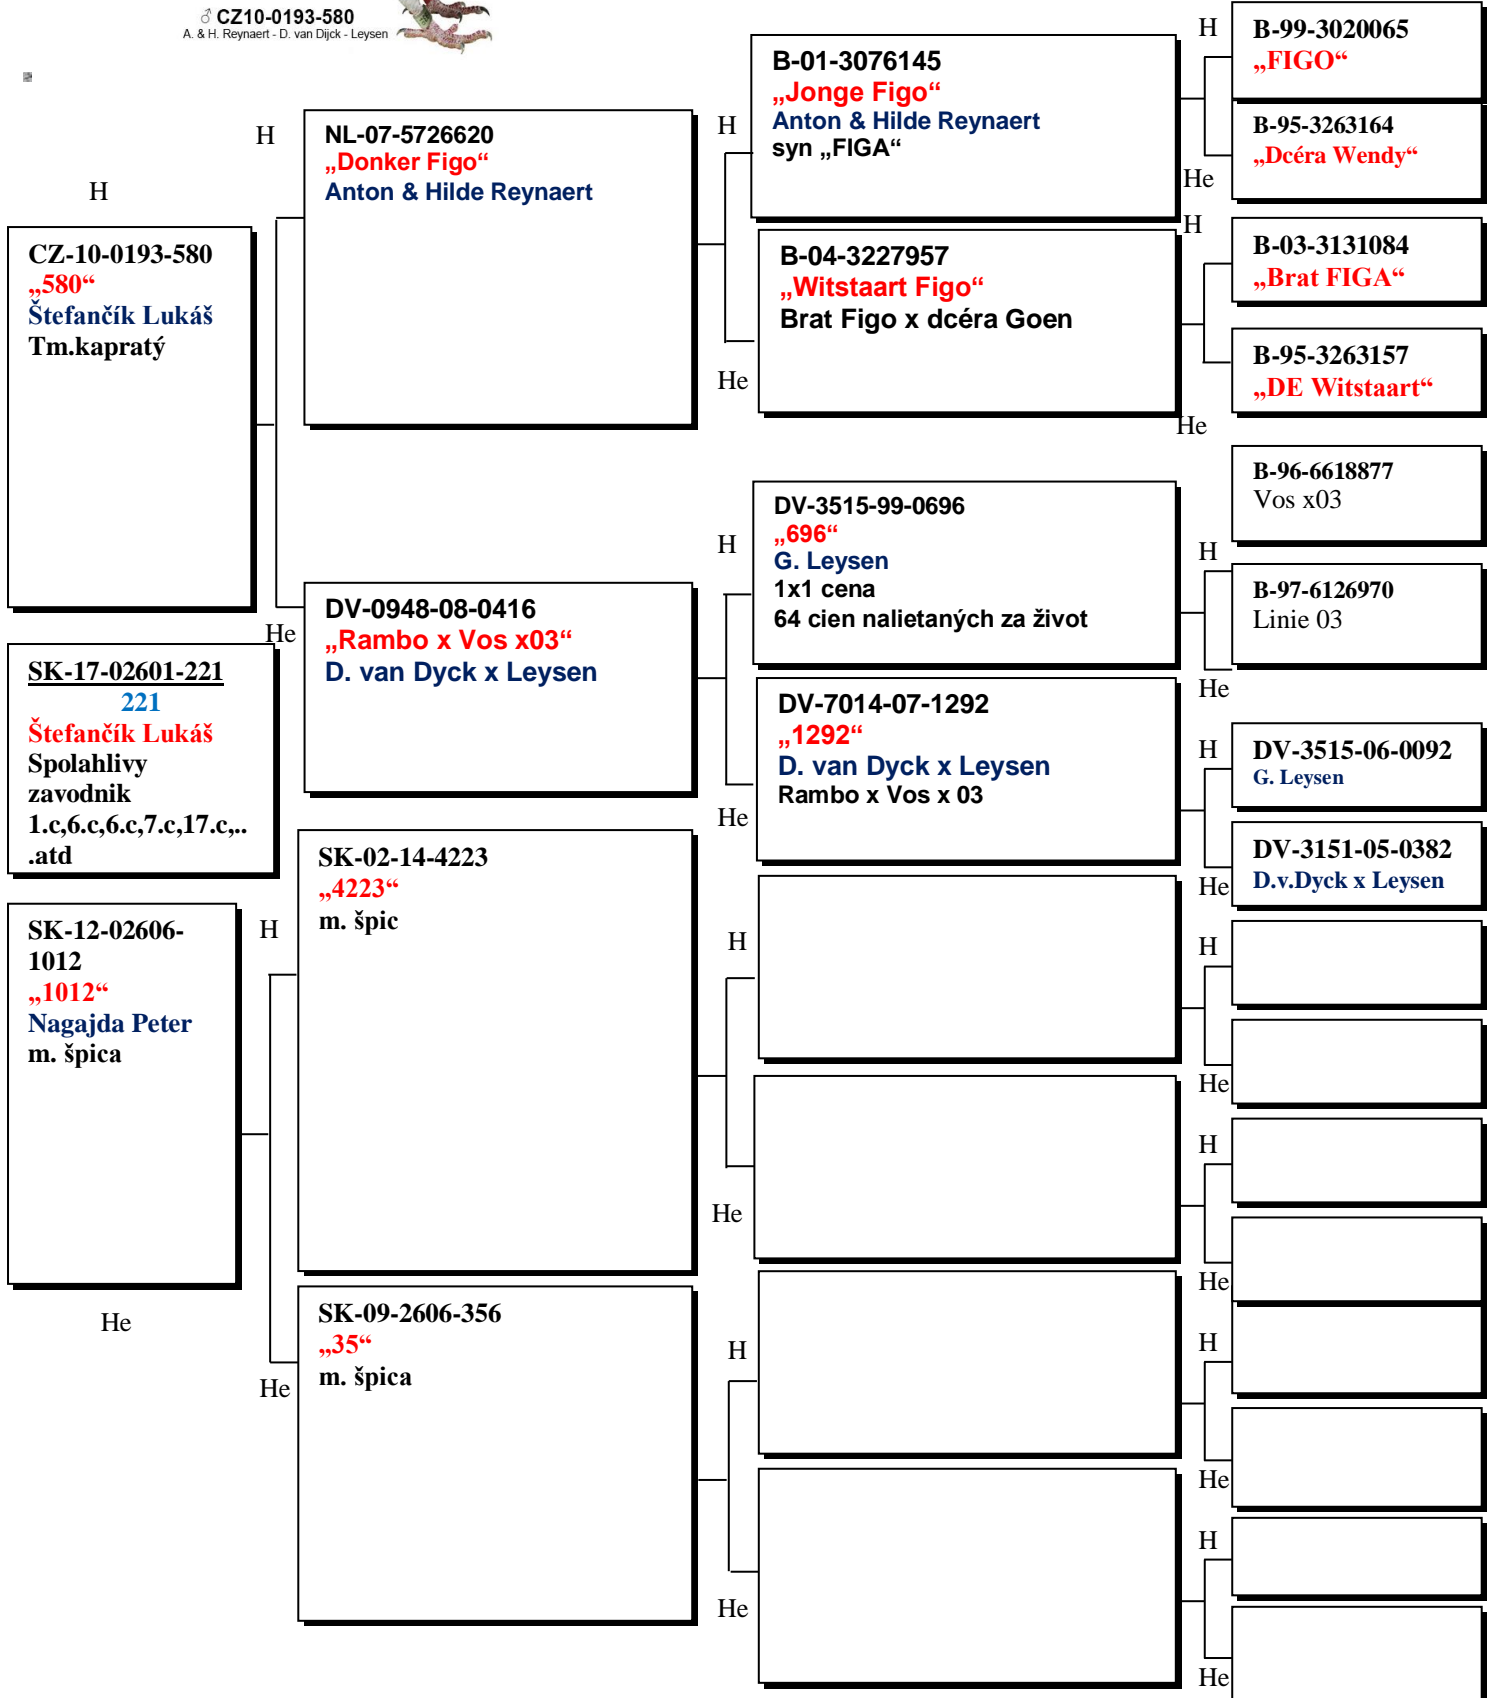 ♂ CZ10-0193-580
A. & H. Reynaert - D. van Dijck - Leysen
H
CZ-10-0193-580
„580“
Štefančík Lukáš
Tm.kapratý
SK-17-02601-221
221
Štefančík Lukáš
Spolahlivy
zavodnik
1.c,6.c,6.c,7.c,17.c,..
.atd
SK-12-02606-
1012
„1012“
Nagajda Peter
m. špica
He
H
NL-07-5726620
„Donker Figo“
Anton & Hilde Reynaert
He
DV-0948-08-0416
„Rambo x Vos x03“
D. van Dyck x Leysen
H
SK-02-14-4223
„4223“
m. špic
He
SK-09-2606-356
„35“
m. špica
H
B-01-3076145
„Jonge Figo“
Anton & Hilde Reynaert
syn „FIGA“
He
B-04-3227957
„Witstaart Figo“
Brat Figo x dcéra Goen
H
DV-3515-99-0696
„696“
G. Leysen
1x1 cena
64 cien nalietaných za život
He
DV-7014-07-1292
„1292“
D. van Dyck x Leysen
Rambo x Vos x 03
H
He
H
He
H
B-99-3020065
„FIGO“
He
B-95-3263164
„Dcéra Wendy“
H
B-03-3131084
„Brat FIGA“
He
B-95-3263157
„DE Witstaart“
B-96-6618877
Vos x03
H
B-97-6126970
Linie 03
He
H
DV-3515-06-0092
G. Leysen
He
DV-3151-05-0382
D.v.Dyck x Leysen
H
He
H
He
H
He
H
He